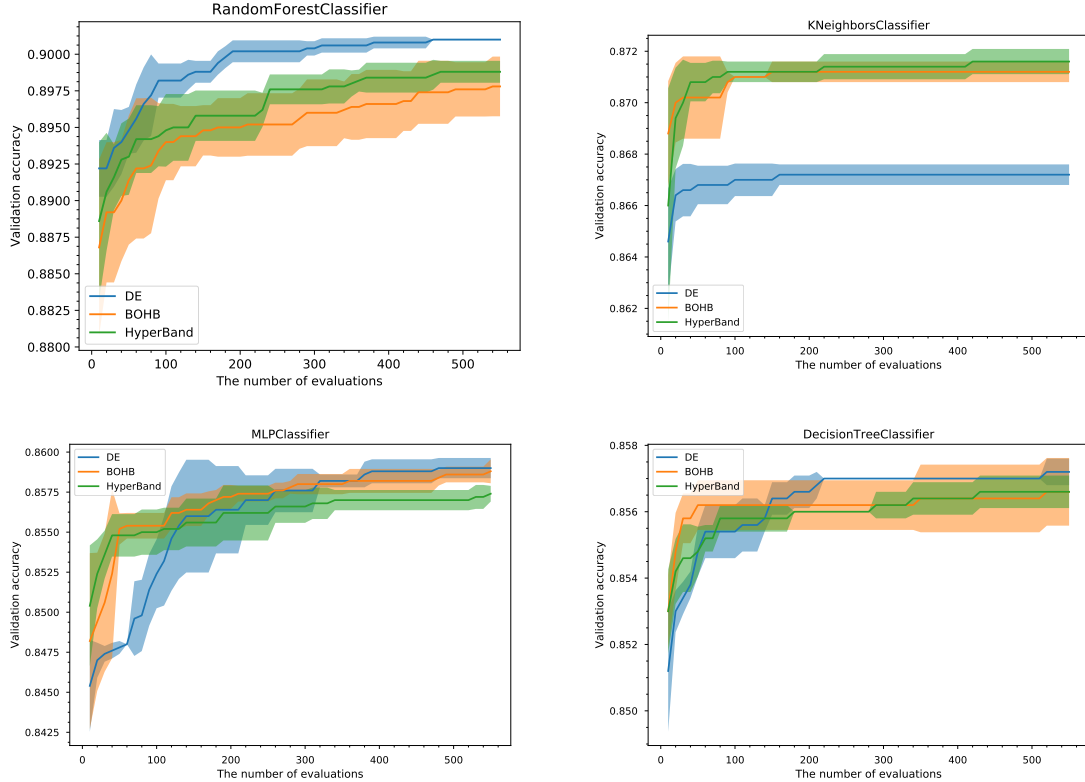 RandomForestClassifier
Validation accuracy
0.9000
0.8975
0.8950
0.8925
0.8900
0.8875
0.8850
0.8825
0.8800
DE
BOHB
HyperBand
0 100 200 300 400 500
The number of evaluations
KNeighborsClassifier
Validation accuracy
0.872
0.870
0.868
0.866
0.864
0.862
DE
BOHB
HyperBand
0 100 200 300 400 500
The number of evaluations
MLPClassifier
Validation accuracy
0.8600
0.8575
0.8550
0.8525
0.8500
0.8475
0.8450
0.8425
DE
BOHB
HyperBand
0 100 200 300 400 500
The number of evaluations
DecisionTreeClassifier
Validation accuracy
0.858
0.856
0.854
0.852
0.850
DE
BOHB
HyperBand
0 100 200 300 400 500
The number of evaluations